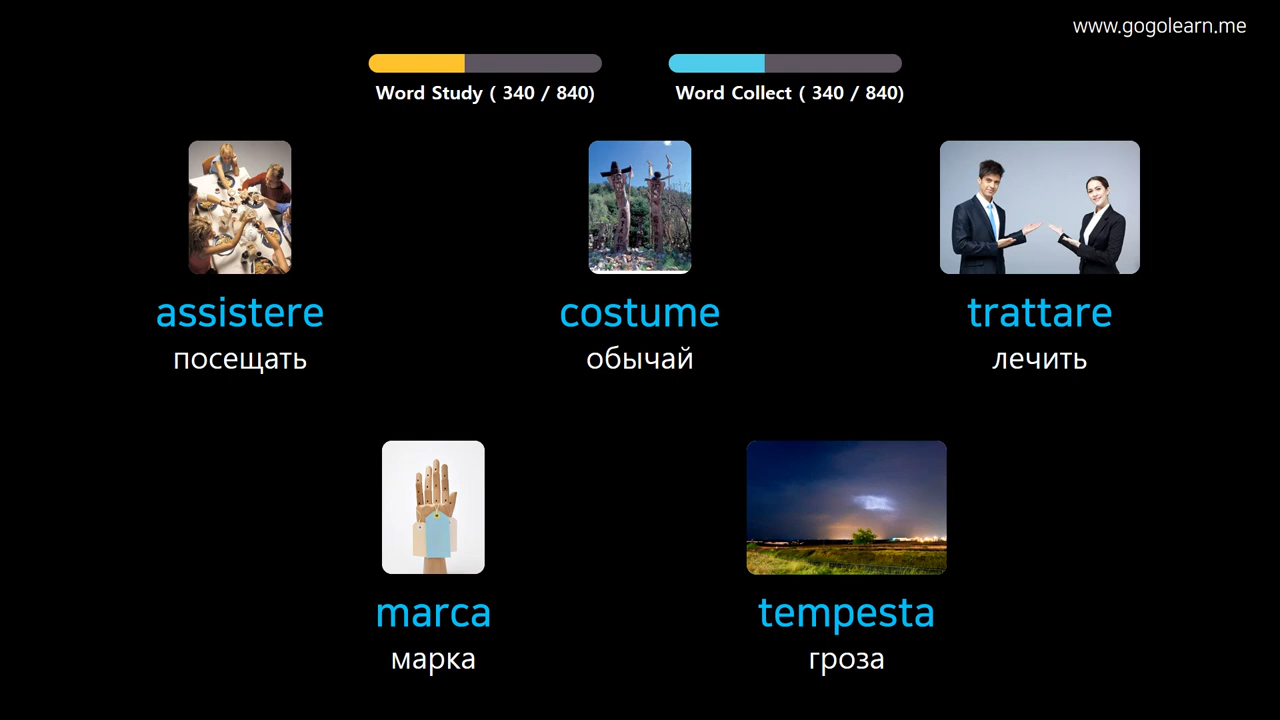 www.gogolearn.me
Word Study ( 340 / 840)
Word Collect ( 340 / 840)
assistere
посещать
costume
обычай
trattare
лечить
marca
марка
tempesta
гроза